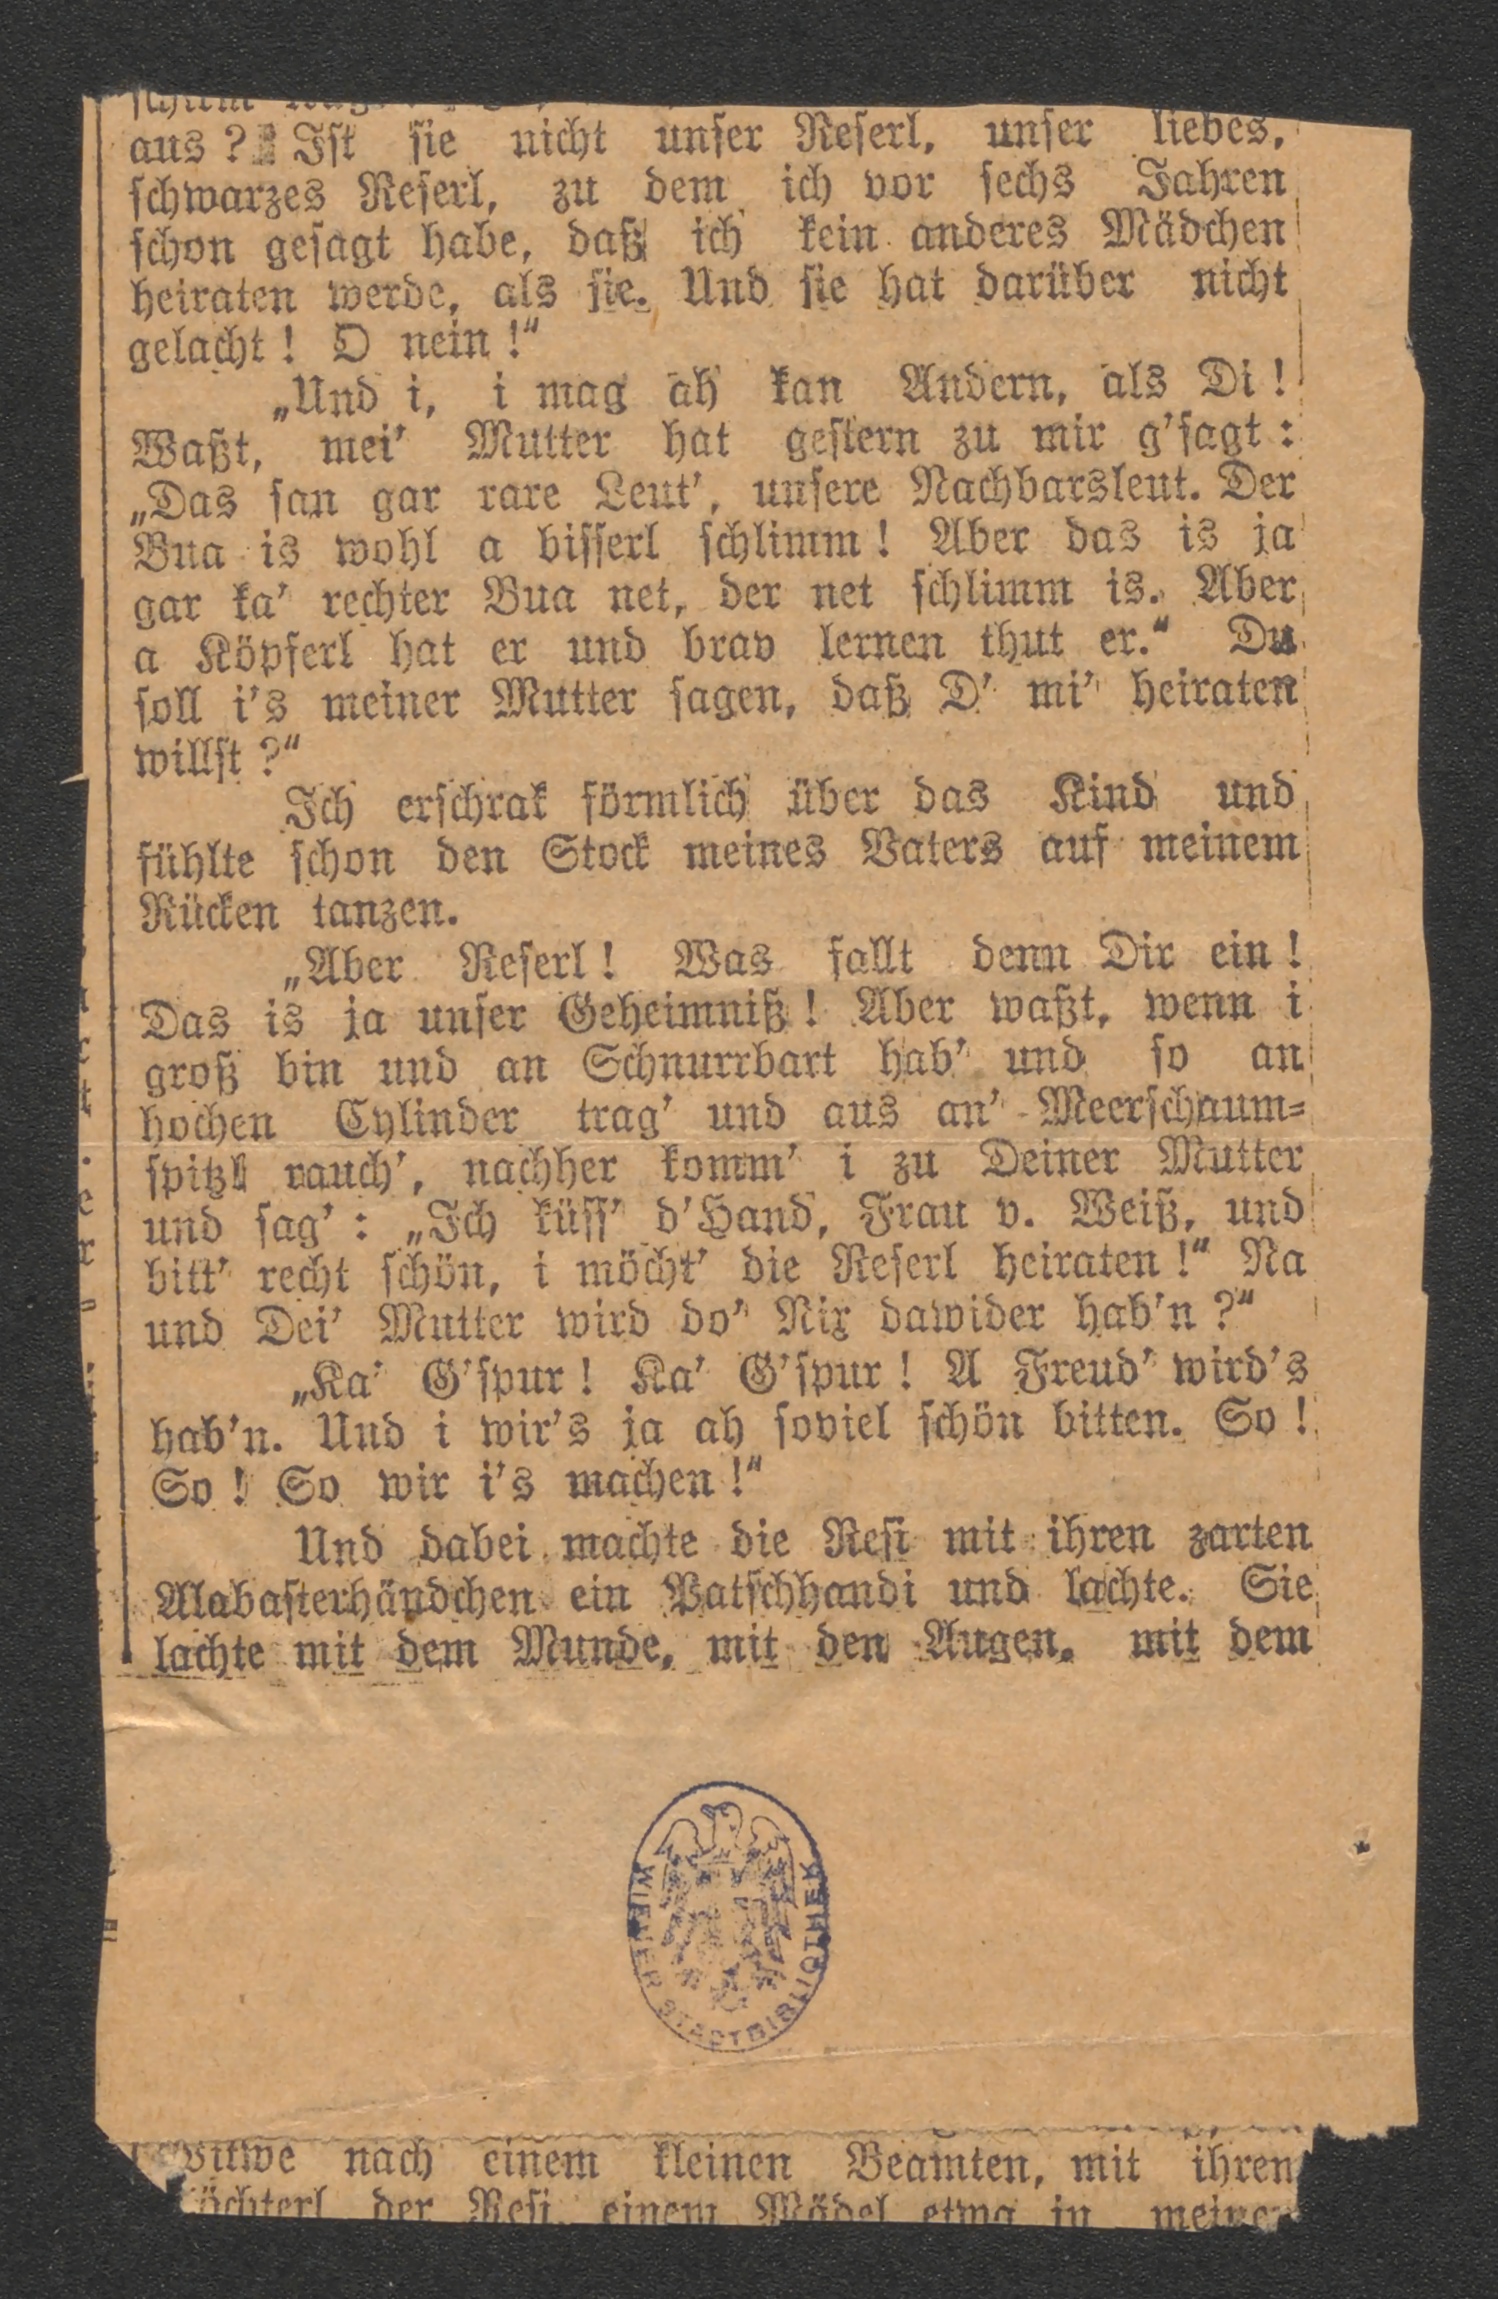 aus? Ist sie nicht unser Reserl, unser liebes,
schwarzes Reserl, zu dem ich vor sechs Jahren
schon gesagt habe, daß ich kein anderes Mädchen
heiraten werde, als sie. Und sie hat darüber nicht
gelacht! O nein!“
„Und i, i mag ah kan Andern, als Di!
Waßt, mei' Mutter hat gestern zu mir g'sagt:
„Das san gar rare Leut', unsere Nachbarsleut. Der
Bua is wohl a bisserl schlimm! Aber das is ja
gar ka' rechter Bua net, der net schlimm is. Aber
a Köpferl hat er und brav lernen thut er.“ Du
soll i's meiner Mutter sagen, daß D' mi' heiraten
willst?“
Ich erschrak förmlich über das Kind und
fühlte schon den Stock meines Vaters auf meinem
Rücken tanzen.
„Aber Reserl! Was fallt denn Dir ein!
Das is ja unser Geheimniß! Aber waßt, wenn i
groß bin und an Schnurrbart hab' und so an
hochen Cylinder trag' und aus an' Meerschaum-
spitzl rauch', nachher komm' i zu Deiner Mutter
und sag': „Ich küss' d'Hand, Frau v. Weiß, und
bitt' recht schön, i möcht' die Reserl heiraten!“ Na
und Dei' Mutter wird do' Nix dawider hab'n?“
„Ka' G'spur! Ka' G'spur! A Freud' wird's
hab'n. Und i wir's ja ah soviel schön bitten. So!
So! So wir i's machen!“
Und dabei machte die Resi mit ihren zarten
Alabasterhändchen ein Patschhandi und lachte. Sie
lachte mit dem Munde, mit den Augen, mit dem
WIENER STADTBIBLIOTHEK
Witwe nach einem kleinen Beamten, mit ihren
der Resi, einem Mädel etwa in